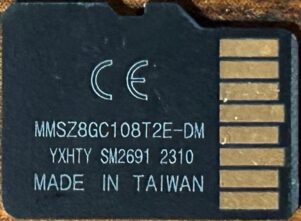 CE
MMSZ8GC108T2E-DM
YXHTY SM2691 2310
MADE IN TAIWAN